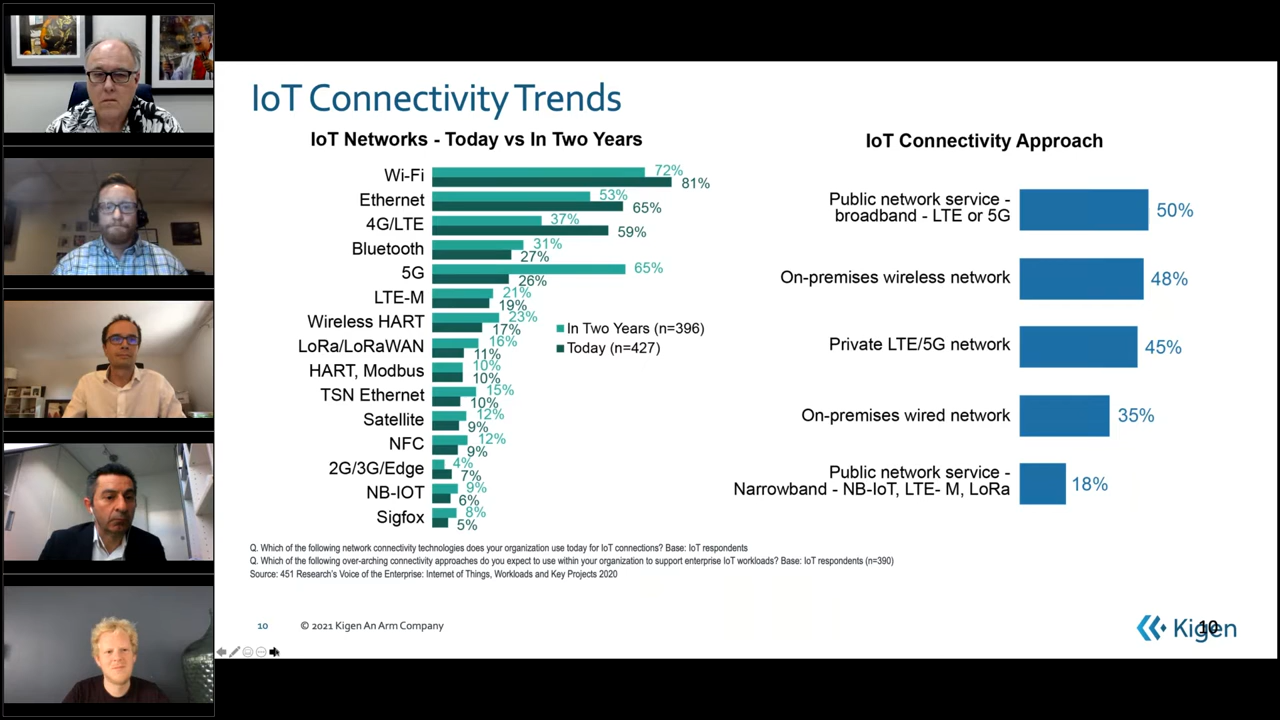 IoT Connectivity Trends
IoT Networks - Today vs In Two Years
Wi-Fi 72% 81%
Ethernet 53% 65%
4G/LTE 37% 59%
Bluetooth 31% 27%
5G 65% 26%
LTE-M 21% 19%
Wireless HART 23% 17%
LoRa/LoRaWAN 16% 11%
HART, Modbus 10% 10%
TSN Ethernet 15% 10%
Satellite 12% 9%
NFC 12% 9%
2G/3G/Edge 4% 7%
NB-IOT 9% 6%
Sigfox 8% 5%
In Two Years (n=396)
Today (n=427)
IoT Connectivity Approach
Public network service -
broadband - LTE or 5G 50%
On-premises wireless network 48%
Private LTE/5G network 45%
On-premises wired network 35%
Public network service -
Narrowband - NB-IoT, LTE- M, LoRa 18%
Q. Which of the following network connectivity technologies does your organization use today for IoT connections? Base: IoT respondents
Q. Which of the following over-arching connectivity approaches do you expect to use within your organization to support enterprise IoT workloads? Base: IoT respondents (n=390)
Source: 451 Research's Voice of the Enterprise: Internet of Things, Workloads and Key Projects 2020
10 © 2021 Kigen An Arm Company
Kigen
10